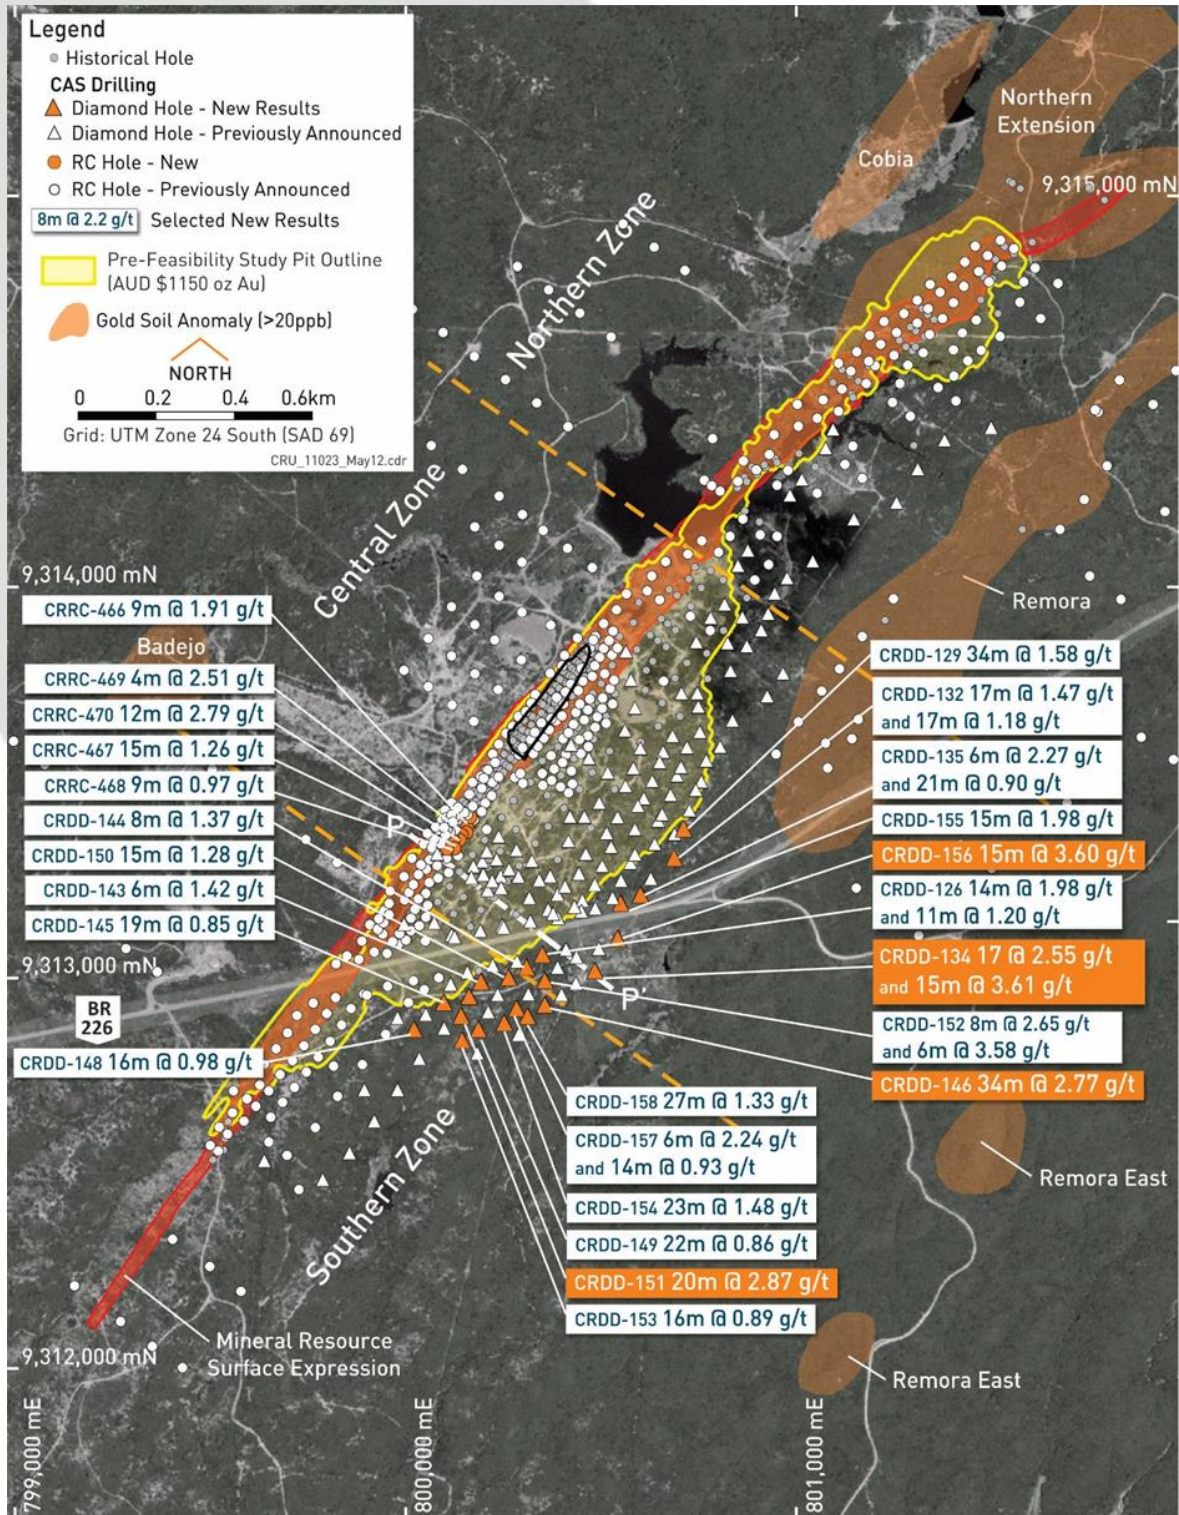 Legend
Historical Hole
CAS Drilling
Diamond Hole - New Results
Diamond Hole - Previously Announced
RC Hole - New
RC Hole - Previously Announced
8m @ 2.2 g/t Selected New Results
Pre-Feasibility Study Pit Outline
(AUD $1150 oz Au)
Gold Soil Anomaly (>20ppb)
NORTH
0 0.2 0.4 0.6km
Grid: UTM Zone 24 South (SAD 69)
CRU_11023_May12.cdr
Northern
Extension
Cobia
9,315,000 mN
Northern Zone
Central Zone
9,314,000 mN
Remora
CRRC-466 9m @ 1.91 g/t
Badejo
CRRC-469 4m @ 2.51 g/t
CRRC-470 12m @ 2.79 g/t
CRRC-467 15m @ 1.26 g/t
CRRC-468 9m @ 0.97 g/t
CRDD-144 8m @ 1.37 g/t
CRDD-150 15m @ 1.28 g/t
CRDD-143 6m @ 1.42 g/t
CRDD-145 19m @ 0.85 g/t
P
CRDD-129 34m @ 1.58 g/t
CRDD-132 17m @ 1.47 g/t
and 17m @ 1.18 g/t
CRDD-135 6m @ 2.27 g/t
and 21m @ 0.90 g/t
CRDD-155 15m @ 1.98 g/t
CRDD-156 15m @ 3.60 g/t
CRDD-126 14m @ 1.98 g/t
and 11m @ 1.20 g/t
CRDD-134 17 @ 2.55 g/t
and 15m @ 3.61 g/t
CRDD-152 8m @ 2.65 g/t
and 6m @ 3.58 g/t
CRDD-146 34m @ 2.77 g/t
9,313,000 mN
P'
BR
226
CRDD-148 16m @ 0.98 g/t
CRDD-158 27m @ 1.33 g/t
CRDD-157 6m @ 2.24 g/t
and 14m @ 0.93 g/t
CRDD-154 23m @ 1.48 g/t
CRDD-149 22m @ 0.86 g/t
CRDD-151 20m @ 2.87 g/t
CRDD-153 16m @ 0.89 g/t
Southern Zone
Remora East
Mineral Resource
Surface Expression
9,312,000 mN
Remora East
799,000 mE
800,000 mE
801,000 mE